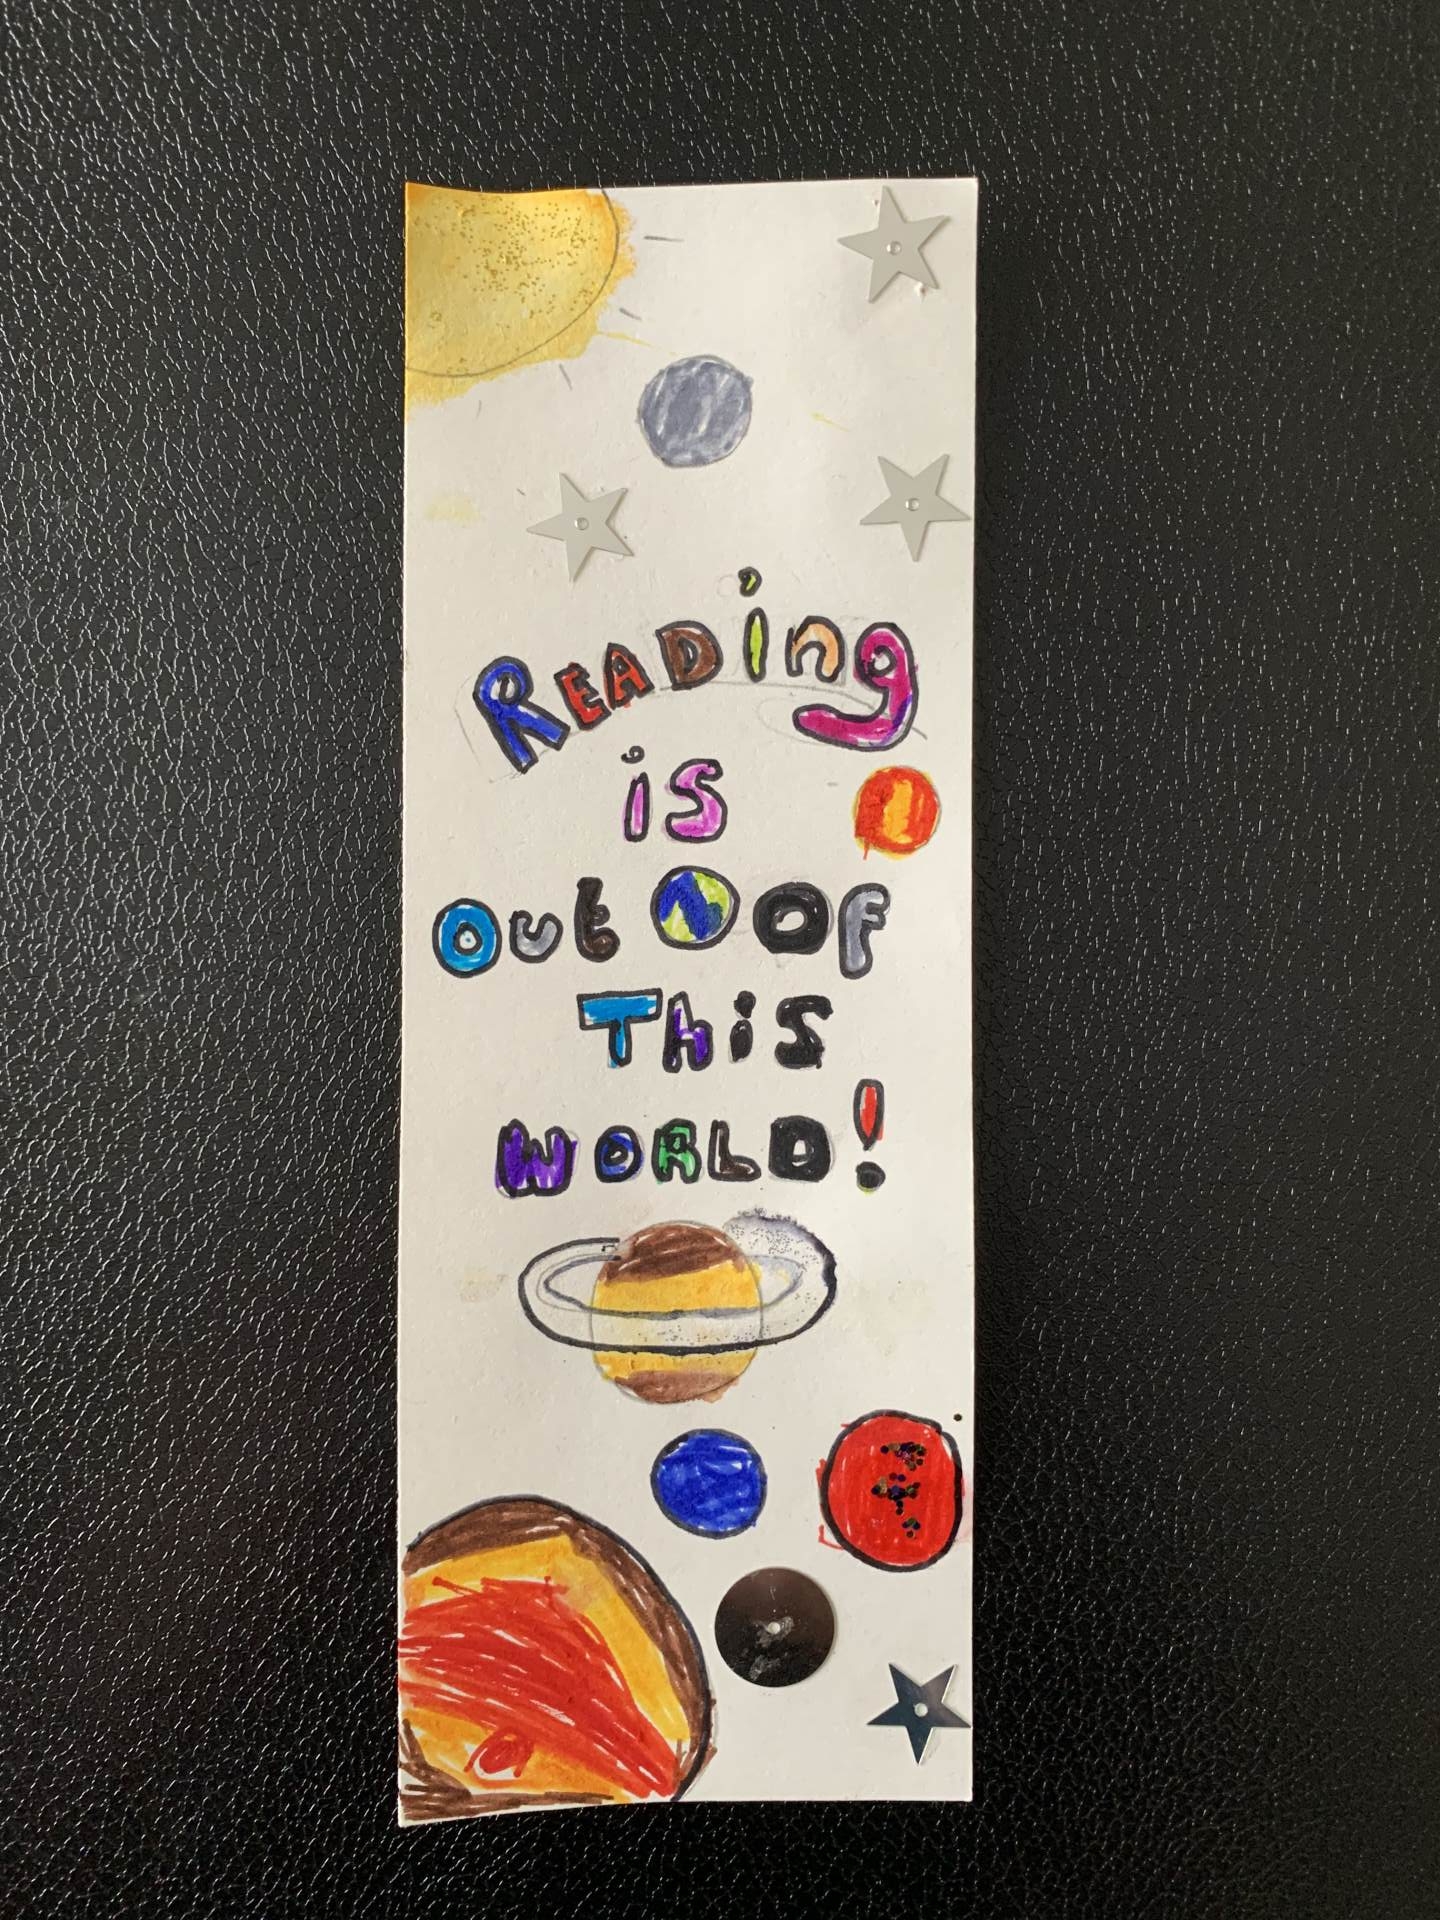 READing
is
Out OF
This
WORLD!